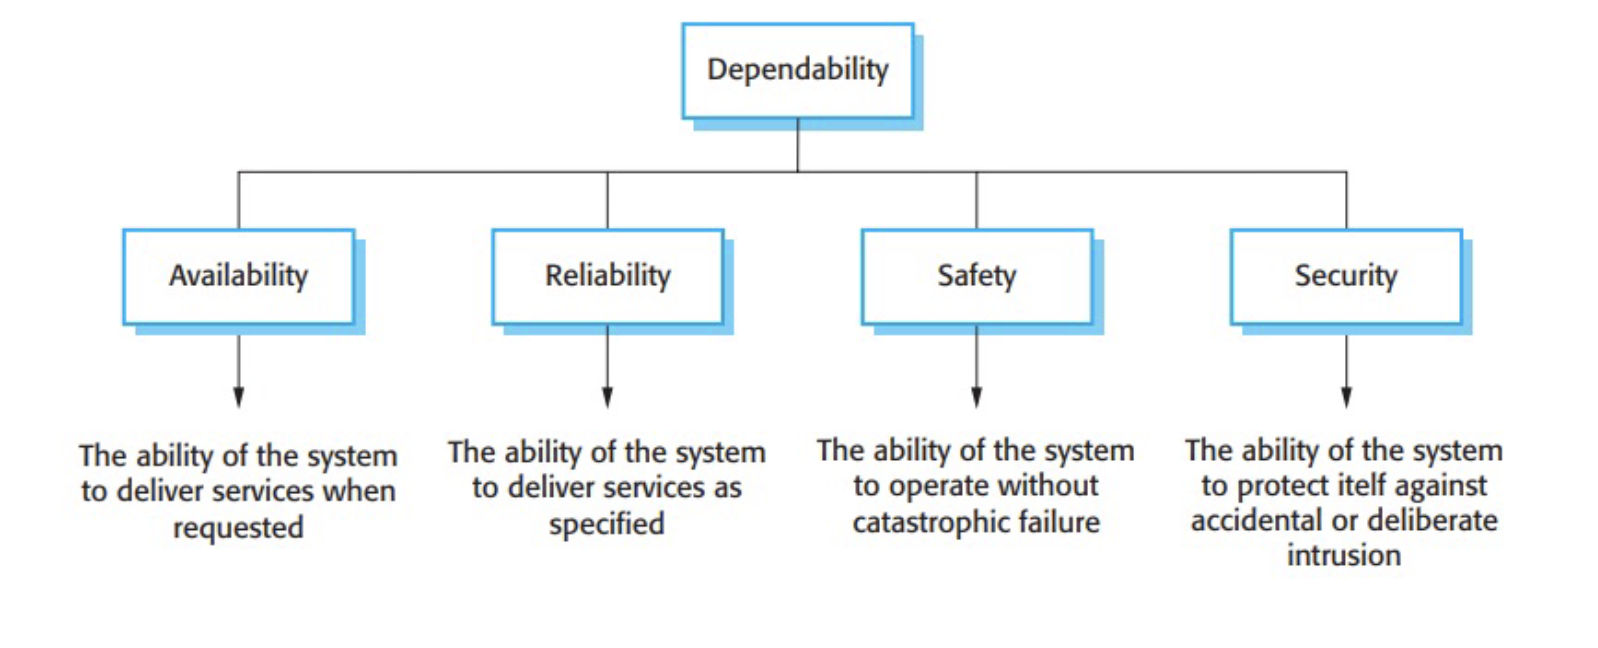 Dependability
Availability
Reliability
Safety
Security
The ability of the system
to deliver services when
requested
The ability of the system
to deliver services as
specified
The ability of the system
to operate without
catastrophic failure
The ability of the system
to protect itelf against
accidental or deliberate
intrusion